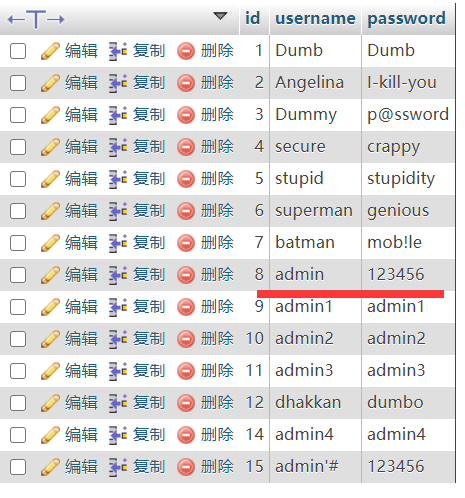 id username password
编辑 复制 删除 1 Dumb Dumb
编辑 复制 删除 2 Angelina I-kill-you
编辑 复制 删除 3 Dummy p@ssword
编辑 复制 删除 4 secure crappy
编辑 复制 删除 5 stupid stupidity
编辑 复制 删除 6 superman genious
编辑 复制 删除 7 batman mob!le
编辑 复制 删除 8 admin 123456
编辑 复制 删除 9 admin1 admin1
编辑 复制 删除 10 admin2 admin2
编辑 复制 删除 11 admin3 admin3
编辑 复制 删除 12 dhakkan dumbo
编辑 复制 删除 14 admin4 admin4
编辑 复制 删除 15 admin'# 123456